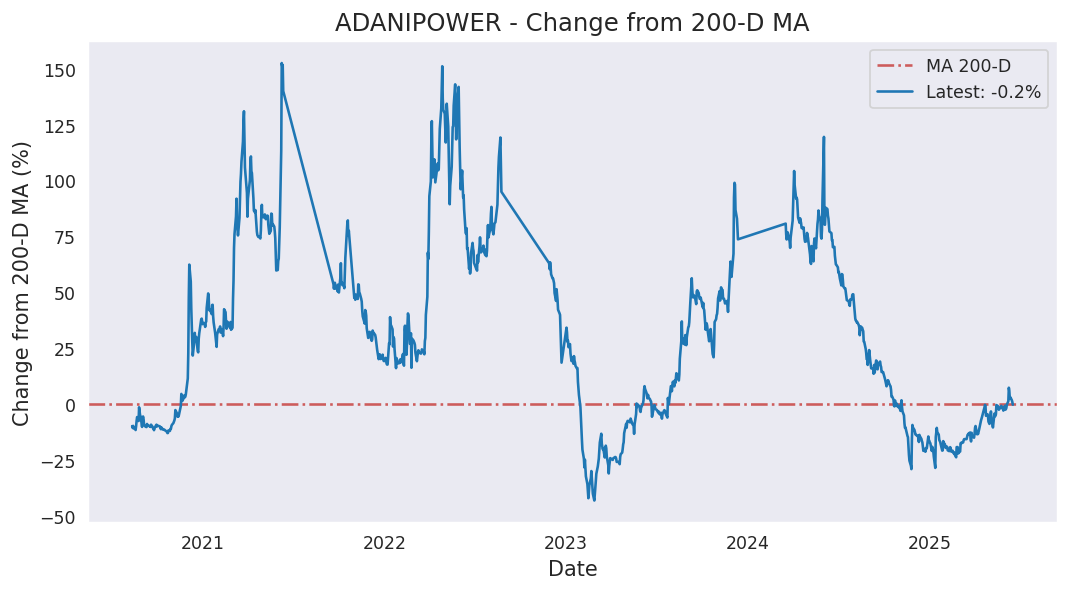 ADANIPOWER - Change from 200-D MA
MA 200-D
Latest: -0.2%
Change from 200-D MA (%)
150
125
100
75
50
25
0
−25
−50
2021
2022
2023
2024
2025
Date